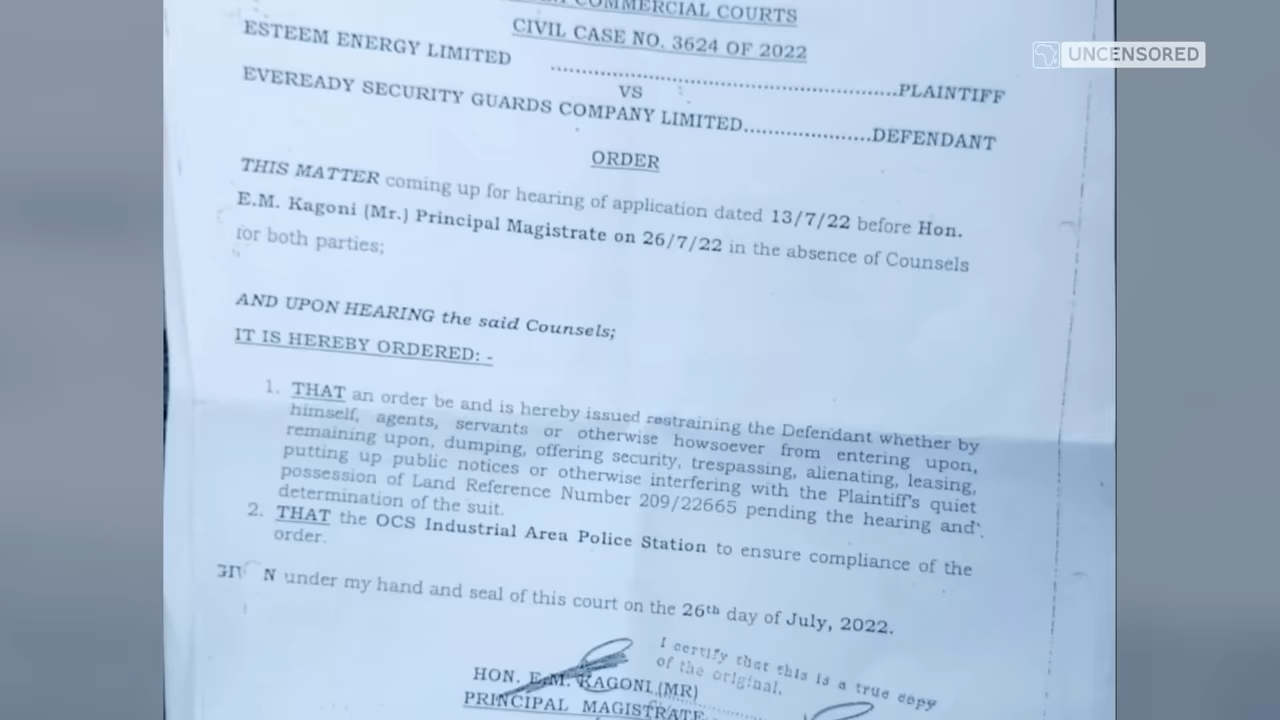 COMMERCIAL COURTS
CIVIL CASE NO. 3624 OF 2022
UNCENSORED
ESTEEM ENERGY LIMITED ........................................PLAINTIFF
VS
EVEREADY SECURITY GUARDS COMPANY LIMITED....................DEFENDANT
ORDER
THIS MATTER coming up for hearing of application dated 13/7/22 before Hon.
E.M. Kagoni (Mr.) Principal Magistrate on 26/7/22 in the absence of Counsels
for both parties;
AND UPON HEARING the said Counsels;
IT IS HEREBY ORDERED: -
1. THAT an order be and is hereby issued restraining the Defendant whether by
himself, agents, servants or otherwise howsoever from entering upon,
remaining upon, dumping, offering security, trespassing, alienating, leasing,
putting up public notices or otherwise interfering with the Plaintiff's quiet
possession of Land Reference Number 209/22665 pending the hearing and
determination of the suit.
2. THAT the OCS Industrial Area Police Station to ensure compliance of the
order.
GIV N under my hand and seal of this court on the 26th day of July, 2022.
I certify that this is a true copy
of the original.
HON. E.M. KAGONI (MR)
PRINCIPAL MAGISTRATE